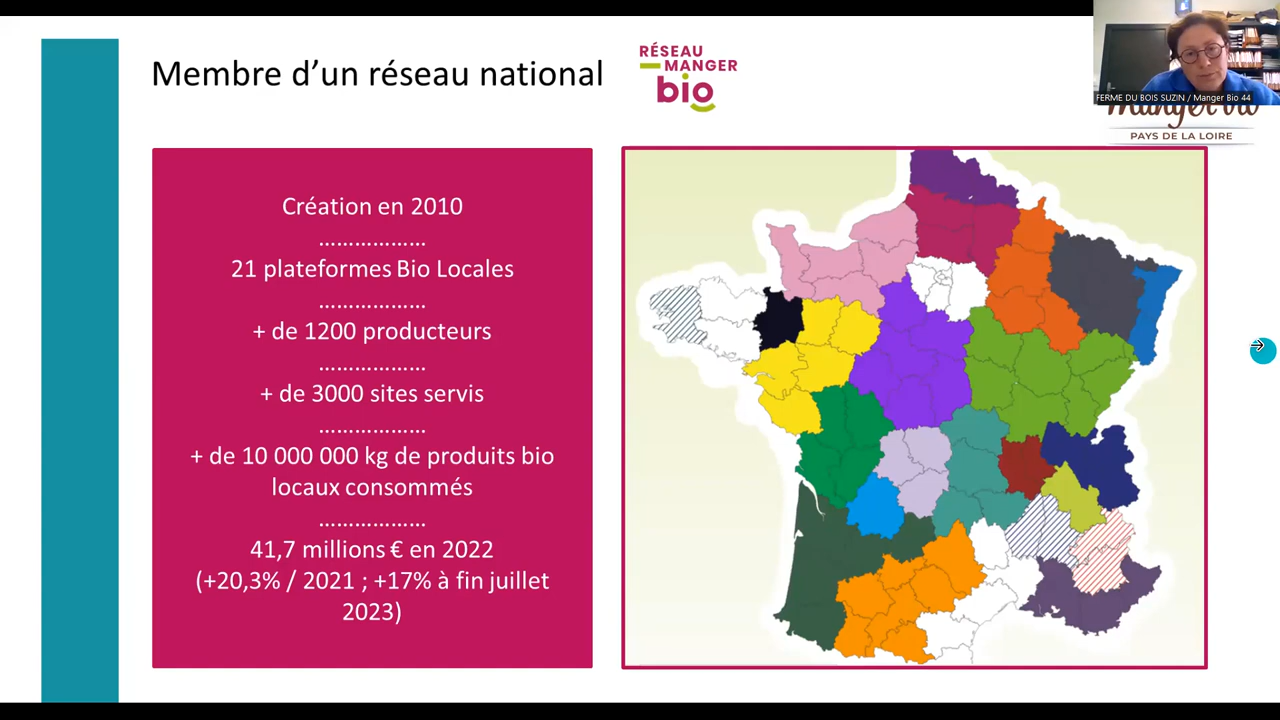 Membre d’un réseau national
RÉSEAU
MANGER
bio
FERME DU BOIS SUZIN / Manger Bio 44
Manger bio
PAYS DE LA LOIRE
Création en 2010
………………
21 plateformes Bio Locales
………………
+ de 1200 producteurs
………………
+ de 3000 sites servis
………………
+ de 10 000 000 kg de produits bio
locaux consommés
………………
41,7 millions € en 2022
(+20,3% / 2021 ; +17% à fin juillet
2023)